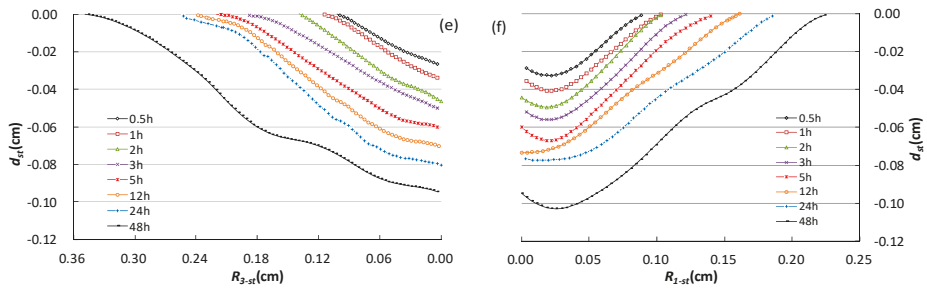 (e)
0.00
-0.02
-0.04
-0.06
-0.08
-0.10
-0.12
d_st(cm)
0.5h
1h
2h
3h
5h
12h
24h
48h
0.36 0.30 0.24 0.18 0.12 0.06 0.00
R_3-st(cm)
(f)
0.00
-0.02
-0.04
-0.06
-0.08
-0.10
-0.12
d_st(cm)
0.5h
1h
2h
3h
5h
12h
24h
48h
0.00 0.05 0.10 0.15 0.20 0.25
R_1-st(cm)